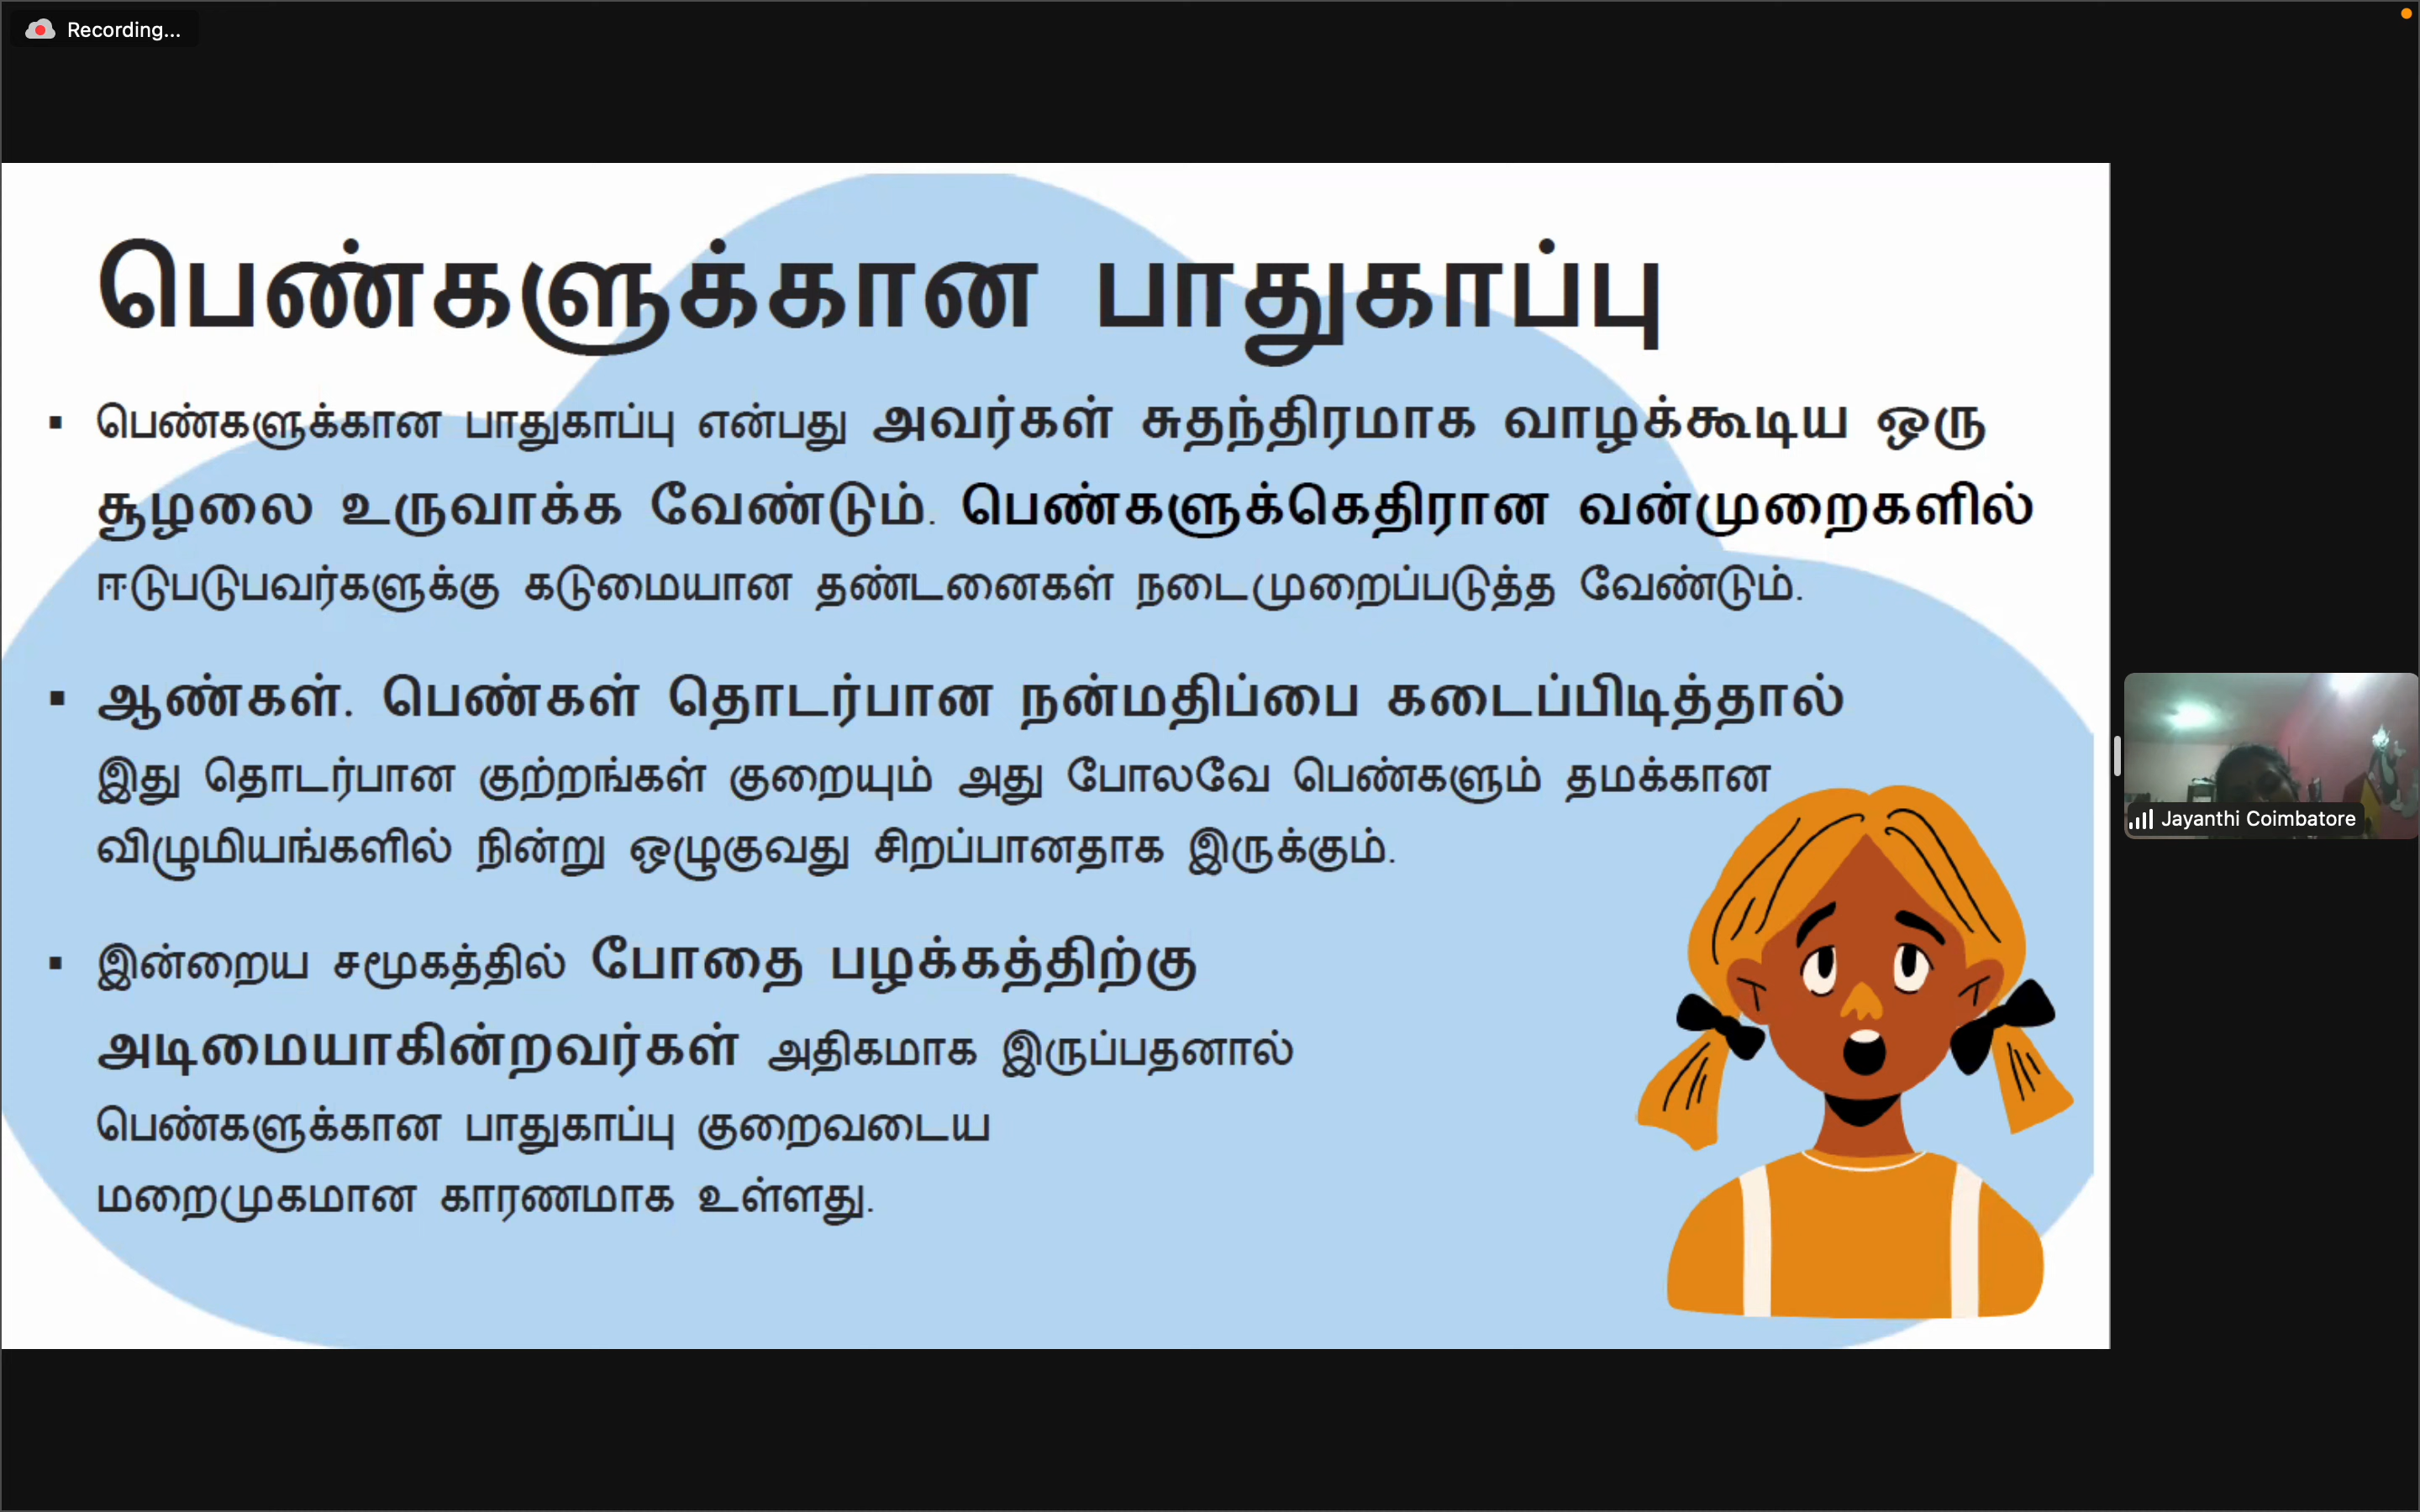 Recording...
பெண்களுக்கான பாதுகாப்பு
▪ பெண்களுக்கான பாதுகாப்பு என்பது அவர்கள் சுதந்திரமாக வாழக்கூடிய ஒரு
சூழலை உருவாக்க வேண்டும். பெண்களுக்கெதிரான வன்முறைகளில்
ஈடுபடுபவர்களுக்கு கடுமையான தண்டனைகள் நடைமுறைப்படுத்த வேண்டும்.
▪ ஆண்கள். பெண்கள் தொடர்பான நன்மதிப்பை கடைப்பிடித்தால்
இது தொடர்பான குற்றங்கள் குறையும் அது போலவே பெண்களும் தமக்கான
விழுமியங்களில் நின்று ஒழுகுவது சிறப்பானதாக இருக்கும்.
▪ இன்றைய சமூகத்தில் போதை பழக்கத்திற்கு
அடிமையாகின்றவர்கள் அதிகமாக இருப்பதனால்
பெண்களுக்கான பாதுகாப்பு குறைவடைய
மறைமுகமான காரணமாக உள்ளது.
Jayanthi Coimbatore